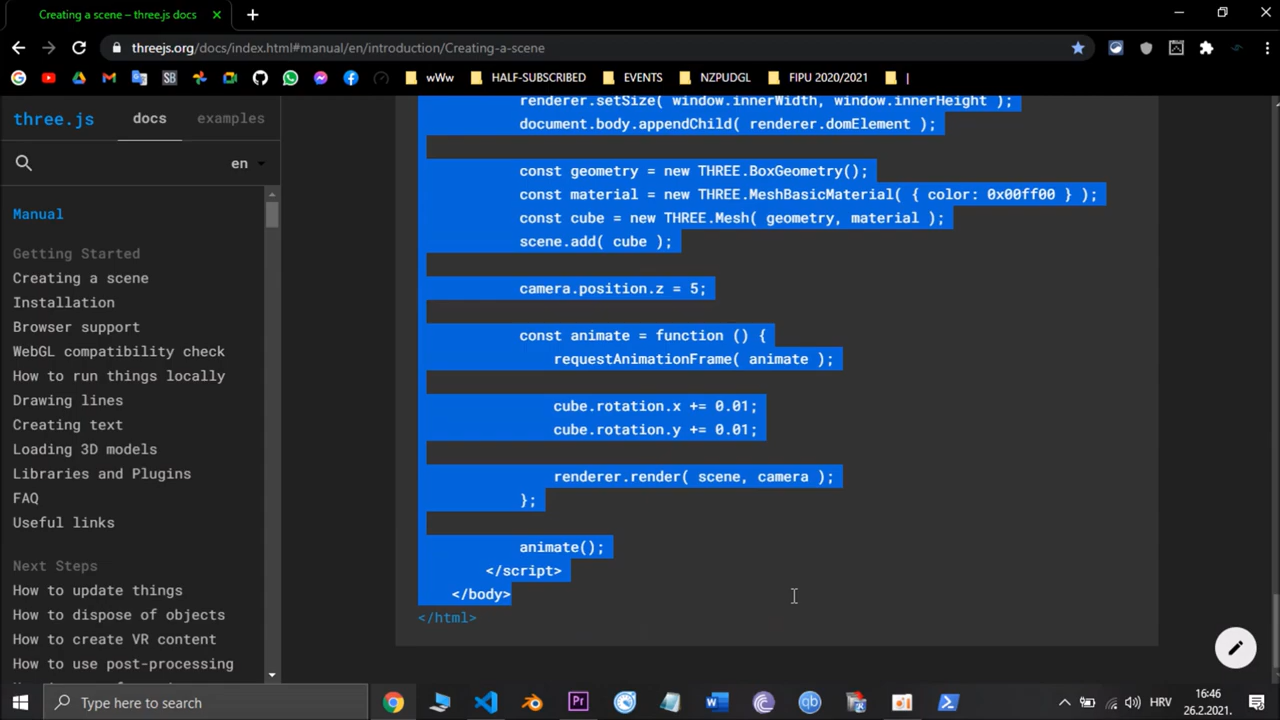 Creating a scene – three.js docs
threejs.org/docs/index.html#manual/en/introduction/Creating-a-scene
wWw HALF-SUBSCRIBED EVENTS NZPUDGL FIPU 2020/2021 |
three.js docs examples
en
Manual
Getting Started
Creating a scene
Installation
Browser support
WebGL compatibility check
How to run things locally
Drawing lines
Creating text
Loading 3D models
Libraries and Plugins
FAQ
Useful links
Next Steps
How to update things
How to dispose of objects
How to create VR content
How to use post-processing
renderer.setSize( window.innerWidth, window.innerHeight );
document.body.appendChild( renderer.domElement );
const geometry = new THREE.BoxGeometry();
const material = new THREE.MeshBasicMaterial( { color: 0x00ff00 } );
const cube = new THREE.Mesh( geometry, material );
scene.add( cube );
camera.position.z = 5;
const animate = function () {
requestAnimationFrame( animate );
cube.rotation.x += 0.01;
cube.rotation.y += 0.01;
renderer.render( scene, camera );
};
animate();
</script>
</body>
</html>
Type here to search
HRV
16:46
26.2.2021.